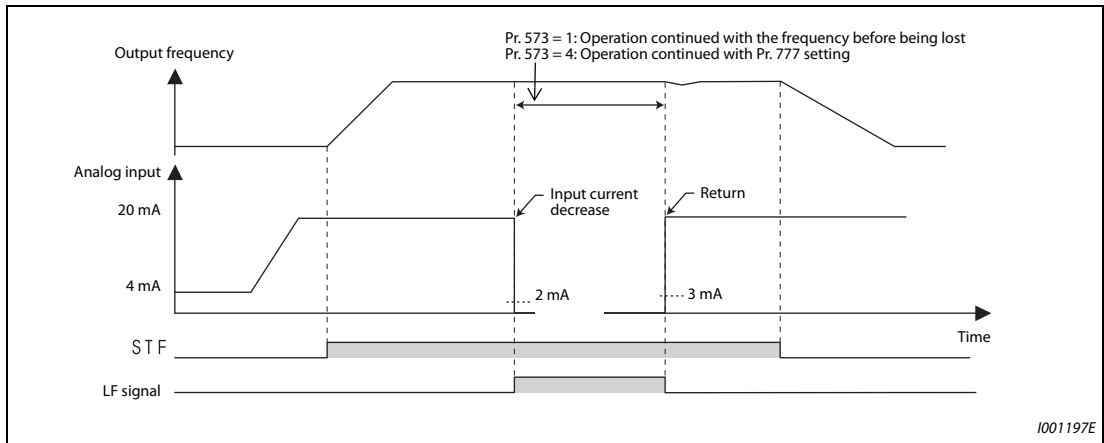 Pr. 573 = 1: Operation continued with the frequency before being lost
Pr. 573 = 4: Operation continued with Pr. 777 setting
Output frequency
Analog input
20 mA
Input current
decrease
Return
4 mA
2 mA
3 mA
Time
STF
LF signal
I001197E